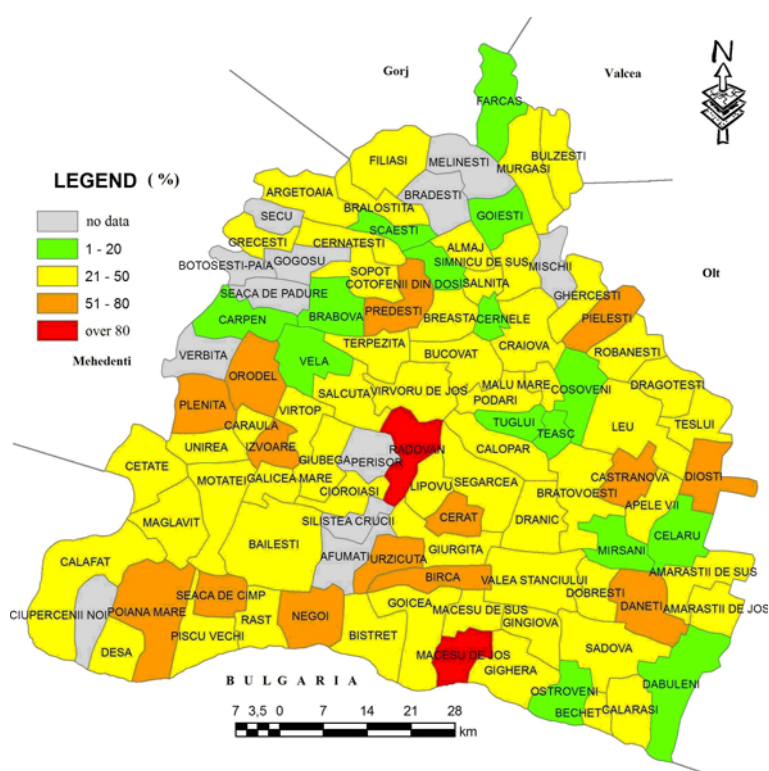 N
Gorj
Valcea
FARCAS
FILIASI
MELINESTI
BULZESTI
MURGASI
LEGEND ( %)
ARGETOAIA
BRADESTI
no data
SECU
BRALOSTITA
GOIESTI
SCAESTI
1 - 20
GRECESTI
CERNATESTI
ALMAJ
21 - 50
BOTOSESTI-PAIA
GOGOSU
SOPOT
SIMNICU DE SUS
MISCHII
Olt
51 - 80
SEACA DE PADURE
COTOFENII DIN DOSI
SALNITA
GHERCESTI
over 80
CARPEN
BRABOVA
PREDESTI
BREASTA
CERNELE
PIELESTI
Mehedenti
VERBITA
VELA
TERPEZITA
BUCOVAT
CRAIOVA
ROBANESTI
ORODEL
DRAGOTESTI
PLENITA
VIRTOP
SALCUTA
VIRVORU DE JOS
MALU MARE
PODARI
COSOVENI
CARAULA
TUGLUI
TEASC
LEU
TESLUI
UNIREA
IZVOARE
GIUBEGA
PERISOR
RADOVAN
CALOPAR
CETATE
MOTATEI
GALICEA MARE
CIOROIASI
LIPOVU
SEGARCEA
BRATOVOESTI
CASTRANOVA
DIOSTI
APELE VII
MAGLAVIT
SILISTEA CRUCII
CERAT
DRANIC
BAILESTI
AFUMATI
URZICUTA
GIURGITA
MIRSANI
CELARU
CALAFAT
BIRCA
VALEA STANCIULUI
AMARASTII DE SUS
CIUPERCENII NOI
POIANA MARE
SEACA DE CIMP
DOBRESTI
DANETI
AMARASTII DE JOS
RAST
NEGOI
GOICEA
MACESU DE SUS
GINGIOVA
DESA
PISCU VECHI
BISTRET
MACESU DE JOS
GIGHERA
SADOVA
BULGARIA
OSTROVENI
DABULENI
BECHET
CALARASI
7 3,5 0 7 14 21 28
km